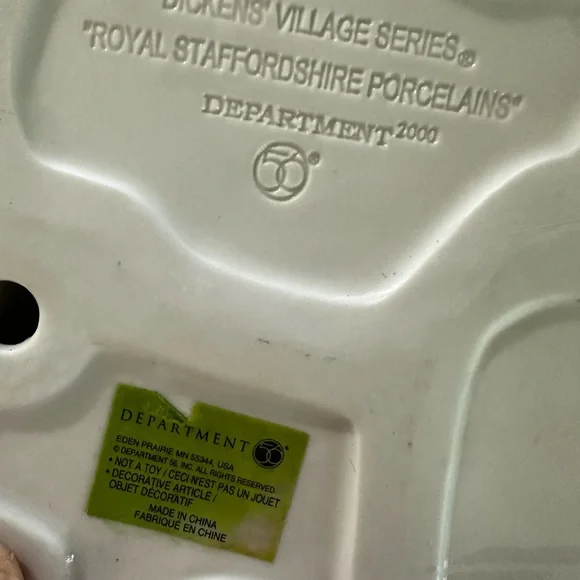 DICKENS' VILLAGE SERIES®
"ROYAL STAFFORDSHIRE PORCELAINS"
DEPARTMENT 2000
56®
DEPARTMENT 56®
EDEN PRAIRIE MN 55344, USA
© DEPARTMENT 56, INC. ALL RIGHTS RESERVED.
• NOT A TOY / CECI N'EST PAS UN JOUET
• DECORATIVE ARTICLE /
OBJET DÉCORATIF
MADE IN CHINA
FABRIQUÉ EN CHINE